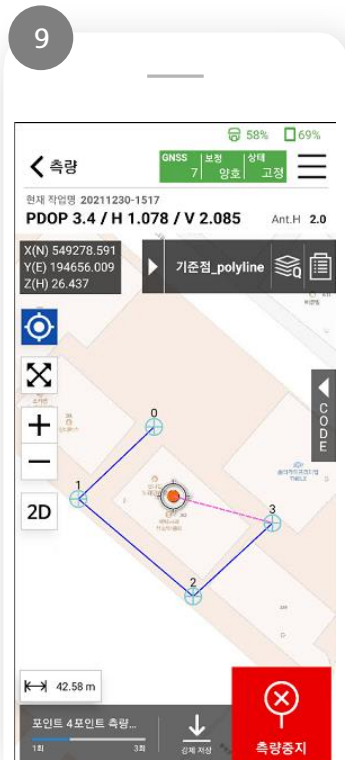 9
58% 69%
측량
GNSS 7 보정 양호 상태 고정
현재 작업명 20211230-1517
PDOP 3.4 / H 1.078 / V 2.085 Ant.H 2.0
X(N) 549278.591
Y(E) 194656.009
Z(H) 26.437
기준점_polyline
CODE
0
1
3
2D
2
42.58 m
포인트 4포인트 측량...
1회 3회
강제 저장
측량중지